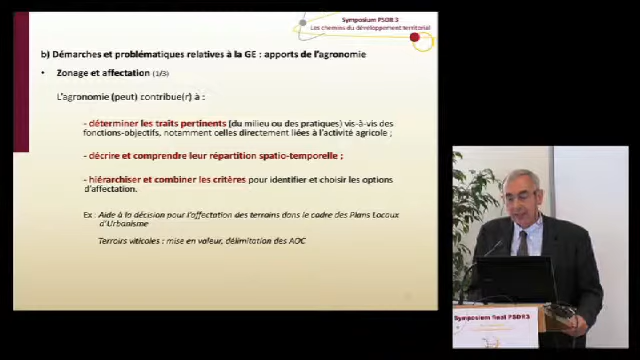 Symposium PSDR 3
Les chemins du développement territorial
b) Démarches et problématiques relatives à la GE : apports de l'agronomie
• Zonage et affectation (1/3)
L'agronomie (peut) contribue(r) à :
- déterminer les traits pertinents (du milieu ou des pratiques) vis-à-vis des
fonctions-objectifs, notamment celles directement liées à l'activité agricole ;
- décrire et comprendre leur répartition spatio-temporelle ;
- hiérarchiser et combiner les critères pour identifier et choisir les options
d'affectation.
Ex : Aide à la décision pour l'affectation des terrains dans le cadre des Plans Locaux
d'Urbanisme
Terroirs viticoles : mise en valeur, délimitation des AOC
Symposium final PSDR3